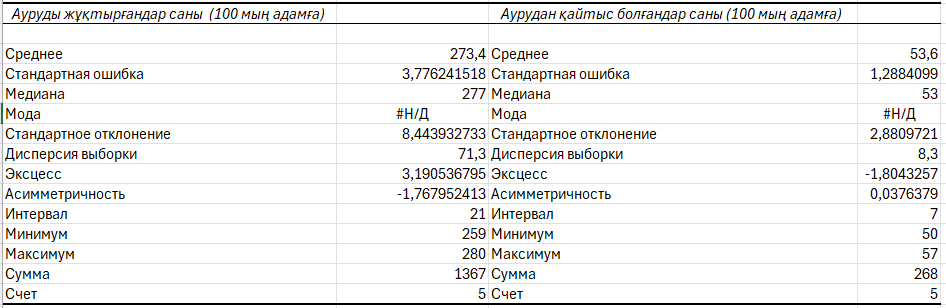 Ауруды жұқтырғандар саны (100 мың адамға) Аурудан қайтыс болғандар саны (100 мың адамға)
Среднее 273,4 Среднее 53,6
Стандартная ошибка 3,776241518 Стандартная ошибка 1,2884099
Медиана 277 Медиана 53
Мода #Н/Д Мода #Н/Д
Стандартное отклонение 8,443932733 Стандартное отклонение 2,8809721
Дисперсия выборки 71,3 Дисперсия выборки 8,3
Эксцесс 3,190536795 Эксцесс -1,8043257
Асимметричность -1,767952413 Асимметричность 0,0376379
Интервал 21 Интервал 7
Минимум 259 Минимум 50
Максимум 280 Максимум 57
Сумма 1367 Сумма 268
Счет 5 Счет 5